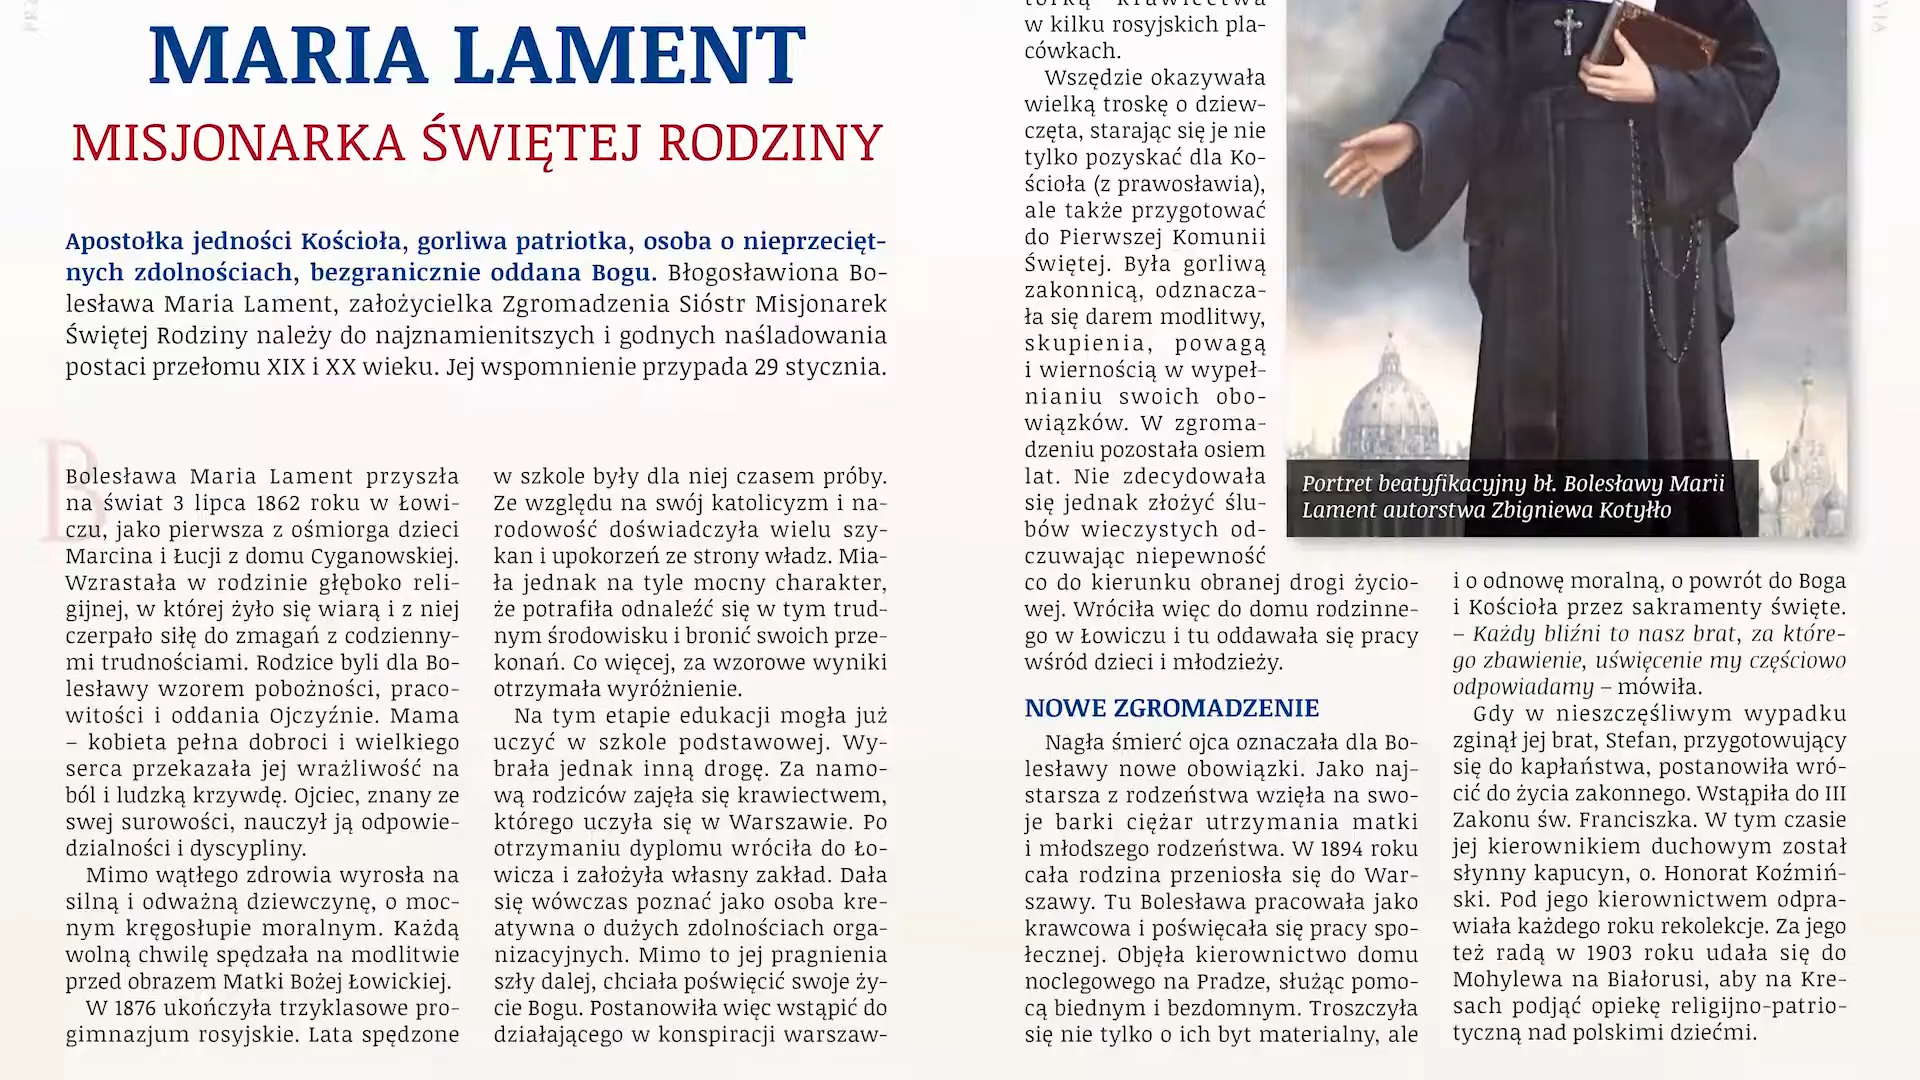 MARIA LAMENT
MISJONARKA ŚWIĘTEJ RODZINY
Apostołka jedności Kościoła, gorliwa patriotka, osoba o nieprzecięt-
nych zdolnościach, bezgranicznie oddana Bogu. Błogosławiona Bo-
lesława Maria Lament, założycielka Zgromadzenia Sióstr Misjonarek
Świętej Rodziny należy do najznamienitszych i godnych naśladowania
postaci przełomu XIX i XX wieku. Jej wspomnienie przypada 29 stycznia.
Bolesława Maria Lament przyszła
na świat 3 lipca 1862 roku w Łowi-
czu, jako pierwsza z ośmiorga dzieci
Marcina i Łucji z domu Cyganowskiej.
Wzrastała w rodzinie głęboko reli-
gijnej, w której żyło się wiarą i z niej
czerpało siłę do zmagań z codzienny-
mi trudnościami. Rodzice byli dla Bo-
lesławy wzorem pobożności, praco-
witości i oddania Ojczyźnie. Mama
– kobieta pełna dobroci i wielkiego
serca przekazała jej wrażliwość na
ból i ludzką krzywdę. Ojciec, znany ze
swej surowości, nauczył ją odpowie-
dzialności i dyscypliny.
Mimo wątłego zdrowia wyrosła na
silną i odważną dziewczynę, o moc-
nym kręgosłupie moralnym. Każdą
wolną chwilę spędzała na modlitwie
przed obrazem Matki Bożej Łowickiej.
W 1876 ukończyła trzyklasowe pro-
gimnazjum rosyjskie. Lata spędzone
w szkole były dla niej czasem próby.
Ze względu na swój katolicyzm i na-
rodowość doświadczyła wielu szy-
kan i upokorzeń ze strony władz. Mia-
ła jednak na tyle mocny charakter,
że potrafiła odnaleźć się w tym trud-
nym środowisku i bronić swoich prze-
konań. Co więcej, za wzorowe wyniki
otrzymała wyróżnienie.
Na tym etapie edukacji mogła już
uczyć w szkole podstawowej. Wy-
brała jednak inną drogę. Za namo-
wą rodziców zajęła się krawiectwem,
którego uczyła się w Warszawie. Po
otrzymaniu dyplomu wróciła do Ło-
wicza i założyła własny zakład. Dała
się wówczas poznać jako osoba kre-
atywna o dużych zdolnościach orga-
nizacyjnych. Mimo to jej pragnienia
szły dalej, chciała poświęcić swoje ży-
cie Bogu. Postanowiła więc wstąpić do
działającego w konspiracji warszaw-
torką krawiectwa
w kilku rosyjskich pla-
cówkach.
Wszędzie okazywała
wielką troskę o dziew-
częta, starając się je nie
tylko pozyskać dla Ko-
ścioła (z prawosławia),
ale także przygotować
do Pierwszej Komunii
Świętej. Była gorliwą
zakonnicą, odznacza-
ła się darem modlitwy,
skupienia, powagą
i wiernością w wypeł-
nianiu swoich obo-
wiązków. W zgroma-
dzeniu pozostała osiem
lat. Nie zdecydowała
się jednak złożyć ślu-
bów wieczystych od-
czuwając niepewność
co do kierunku obranej drogi życio-
wej. Wróciła więc do domu rodzinne-
go w Łowiczu i tu oddawała się pracy
wśród dzieci i młodzieży.
NOWE ZGROMADZENIE
Nagła śmierć ojca oznaczała dla Bo-
lesławy nowe obowiązki. Jako naj-
starsza z rodzeństwa wzięła na swo-
je barki ciężar utrzymania matki
i młodszego rodzeństwa. W 1894 roku
cała rodzina przeniosła się do War-
szawy. Tu Bolesława pracowała jako
krawcowa i poświęcała się pracy spo-
łecznej. Objęła kierownictwo domu
noclegowego na Pradze, służąc pomo-
cą biednym i bezdomnym. Troszczyła
się nie tylko o ich byt materialny, ale
Portret beatyfikacyjny bł. Bolesławy Marii
Lament autorstwa Zbigniewa Kotyłło
i o odnowę moralną, o powrót do Boga
i Kościoła przez sakramenty święte.
– Każdy bliźni to nasz brat, za które-
go zbawienie, uświęcenie my częściowo
odpowiadamy – mówiła.
Gdy w nieszczęśliwym wypadku
zginął jej brat, Stefan, przygotowujący
się do kapłaństwa, postanowiła wró-
cić do życia zakonnego. Wstąpiła do III
Zakonu św. Franciszka. W tym czasie
jej kierownikiem duchowym został
słynny kapucyn, o. Honorat Koźmiń-
ski. Pod jego kierownictwem odpra-
wiała każdego roku rekolekcje. Za jego
też radą w 1903 roku udała się do
Mohylewa na Białorusi, aby na Kre-
sach podjąć opiekę religijno-patrio-
tyczną nad polskimi dziećmi.